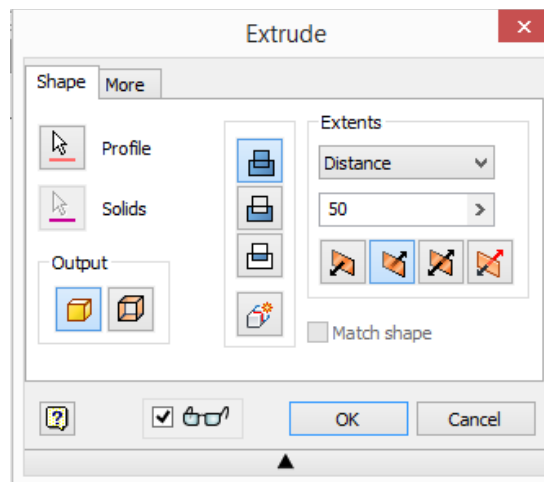 Extrude
Shape
More
Profile
Solids
Output
Extents
Distance
50
Match shape
OK
Cancel